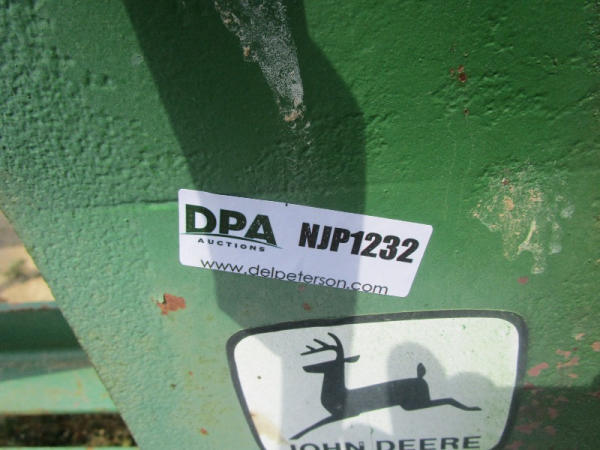 DPA NJP1232
AUCTIONS
www.delpeterson.com
JOHN DEERE